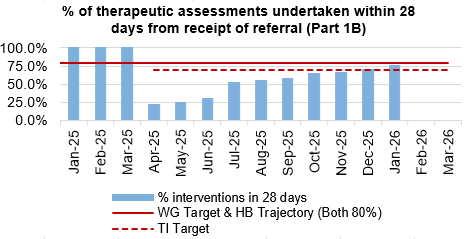 % of therapeutic assessments undertaken within 28
days from receipt of referral (Part 1B)
100.0%
75.0%
50.0%
25.0%
0.0%
Jan-25
Feb-25
Mar-25
Apr-25
May-25
Jun-25
Jul-25
Aug-25
Sep-25
Oct-25
Nov-25
Dec-25
Jan-26
Feb-26
Mar-26
% interventions in 28 days
WG Target & HB Trajectory (Both 80%)
TI Target